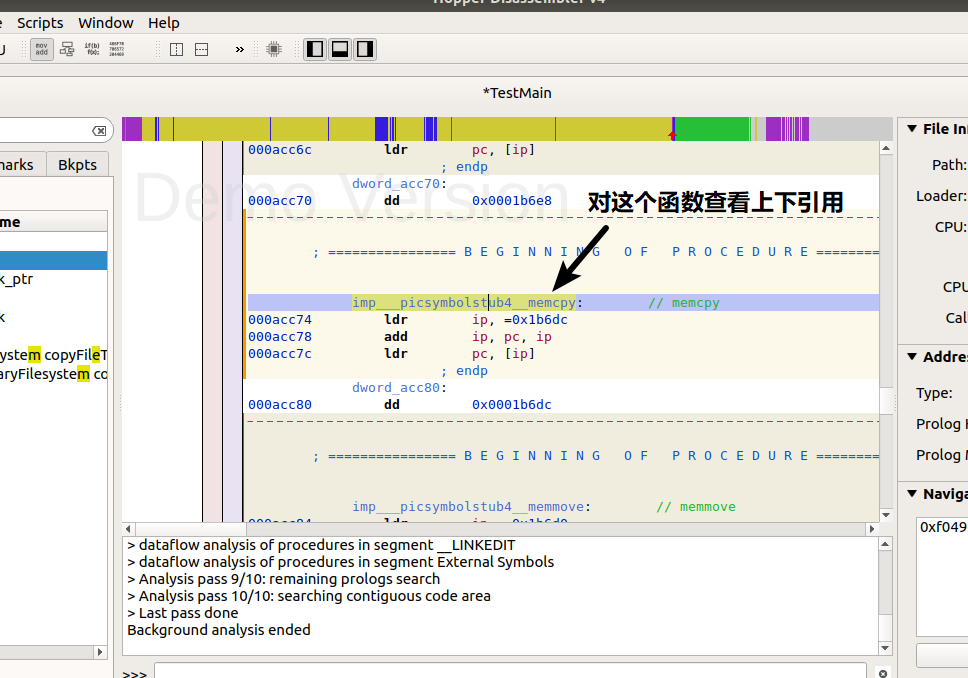 Hopper Disassembler v4
Scripts Window Help
*TestMain
File In
Path:
Loader:
CPU:
CPU
Cal
Addre
Type:
Prolog H
Prolog M
Naviga
0xf049
marks Bkpts
me
k_ptr
k
ystem copyFileT
aryFilesystem co
Demo Version
000acc6c ldr pc, [ip]
; endp
dword_acc70:
000acc70 dd 0x0001b6e8
对这个函数查看上下引用
; ================ B E G I N N I N G O F P R O C E D U R E ========
imp___picsymbolstub4__memcpy: // memcpy
000acc74 ldr ip, =0x1b6dc
000acc78 add ip, pc, ip
000acc7c ldr pc, [ip]
; endp
dword_acc80:
000acc80 dd 0x0001b6dc
; ================ B E G I N N I N G O F P R O C E D U R E ========
imp___picsymbolstub4__memmove: // memmove
> dataflow analysis of procedures in segment __LINKEDIT
> dataflow analysis of procedures in segment External Symbols
> Analysis pass 9/10: remaining prologs search
> Analysis pass 10/10: searching contiguous code area
> Last pass done
Background analysis ended
>>>